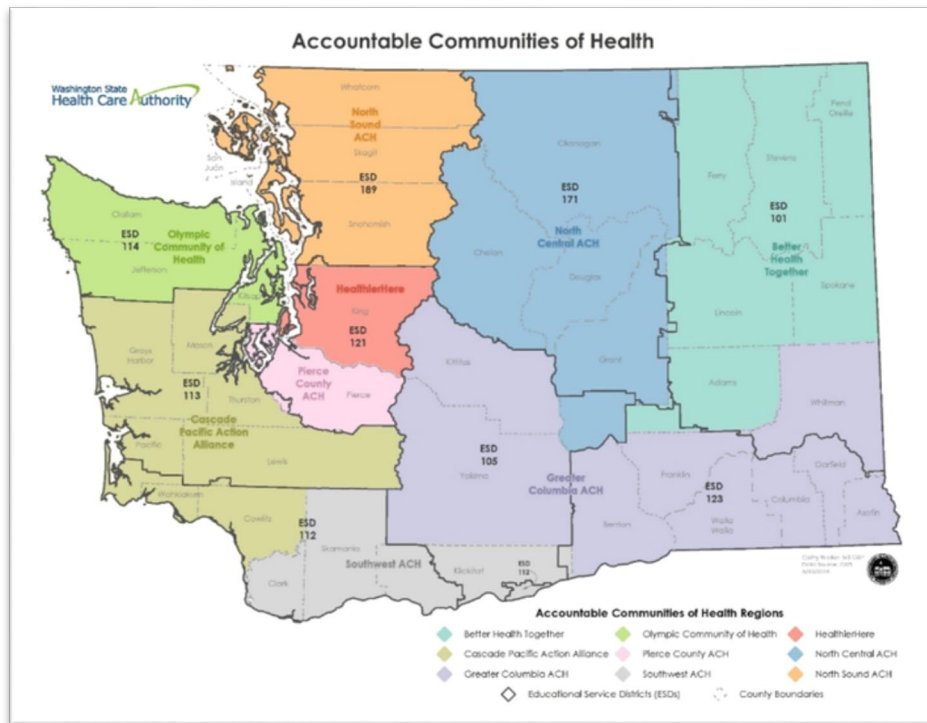 Accountable Communities of Health
Washington State
Health Care Authority
Whatcom
North
Sound
ACH
Skagit
San
Juan
Island
ESD
189
Snohomish
Okanogan
ESD
171
North
Central ACH
Chelan
Douglas
Grant
Pend
Oreille
Stevens
Ferry
ESD
101
Better
Health
Together
Spokane
Lincoln
Adams
Whitman
Clallam
ESD
114
Olympic
Community of
Health
Jefferson
Kitsap
HealthierHere
King
ESD
121
Pierce
County
ACH
Pierce
Grays
Harbor
Mason
ESD
113
Thurston
Cascade
Pacific Action
Alliance
Pacific
Lewis
Wahkiakum
Cowlitz
ESD
112
Skamania
Clark
Southwest ACH
Klickitat
ESD
112
Kittitas
ESD
105
Yakima
Greater
Columbia ACH
Benton
Franklin
ESD
123
Walla
Walla
Columbia
Garfield
Asotin
Accountable Communities of Health Regions
Better Health Together
Olympic Community of Health
HealthierHere
Cascade Pacific Action Alliance
Pierce County ACH
North Central ACH
Greater Columbia ACH
Southwest ACH
North Sound ACH
Educational Service Districts (ESDs)
County Boundaries